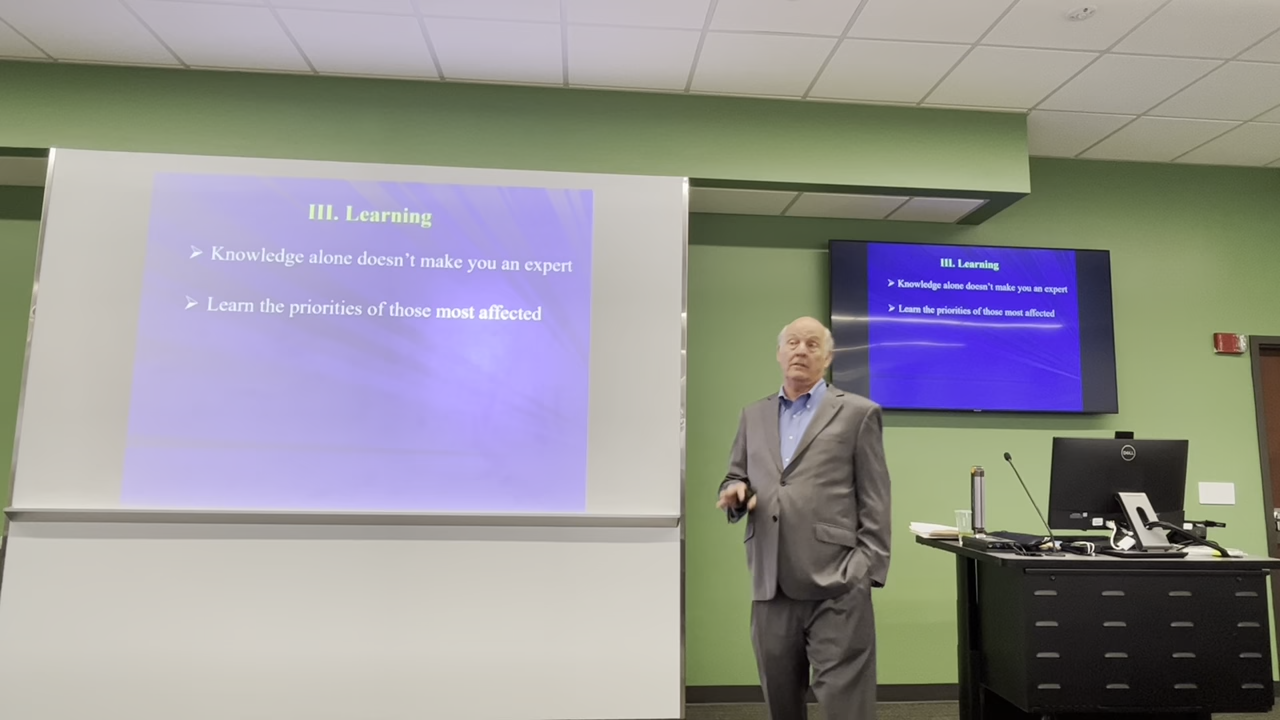 III. Learning
➢ Knowledge alone doesn't make you an expert
➢ Learn the priorities of those most affected
III. Learning
➢ Knowledge alone doesn't make you an expert
➢ Learn the priorities of those most affected
DELL